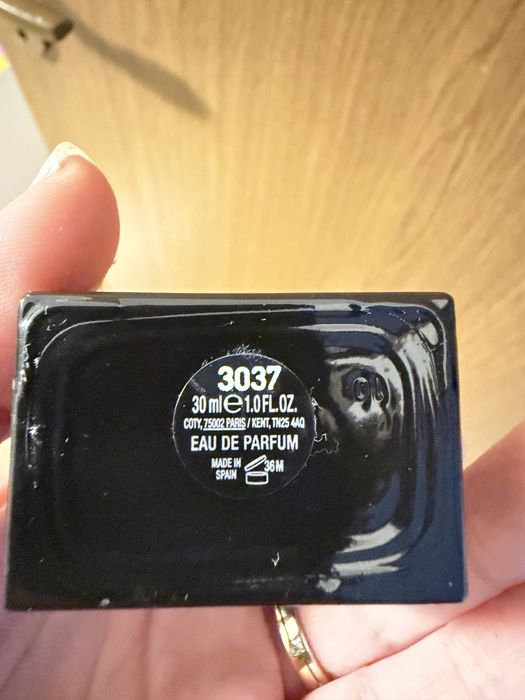 3037
30 ml ℮ 1.0 FL.OZ.
COTY, 75002 PARIS / KENT, TN25 4AQ
EAU DE PARFUM
MADE IN
SPAIN
36M